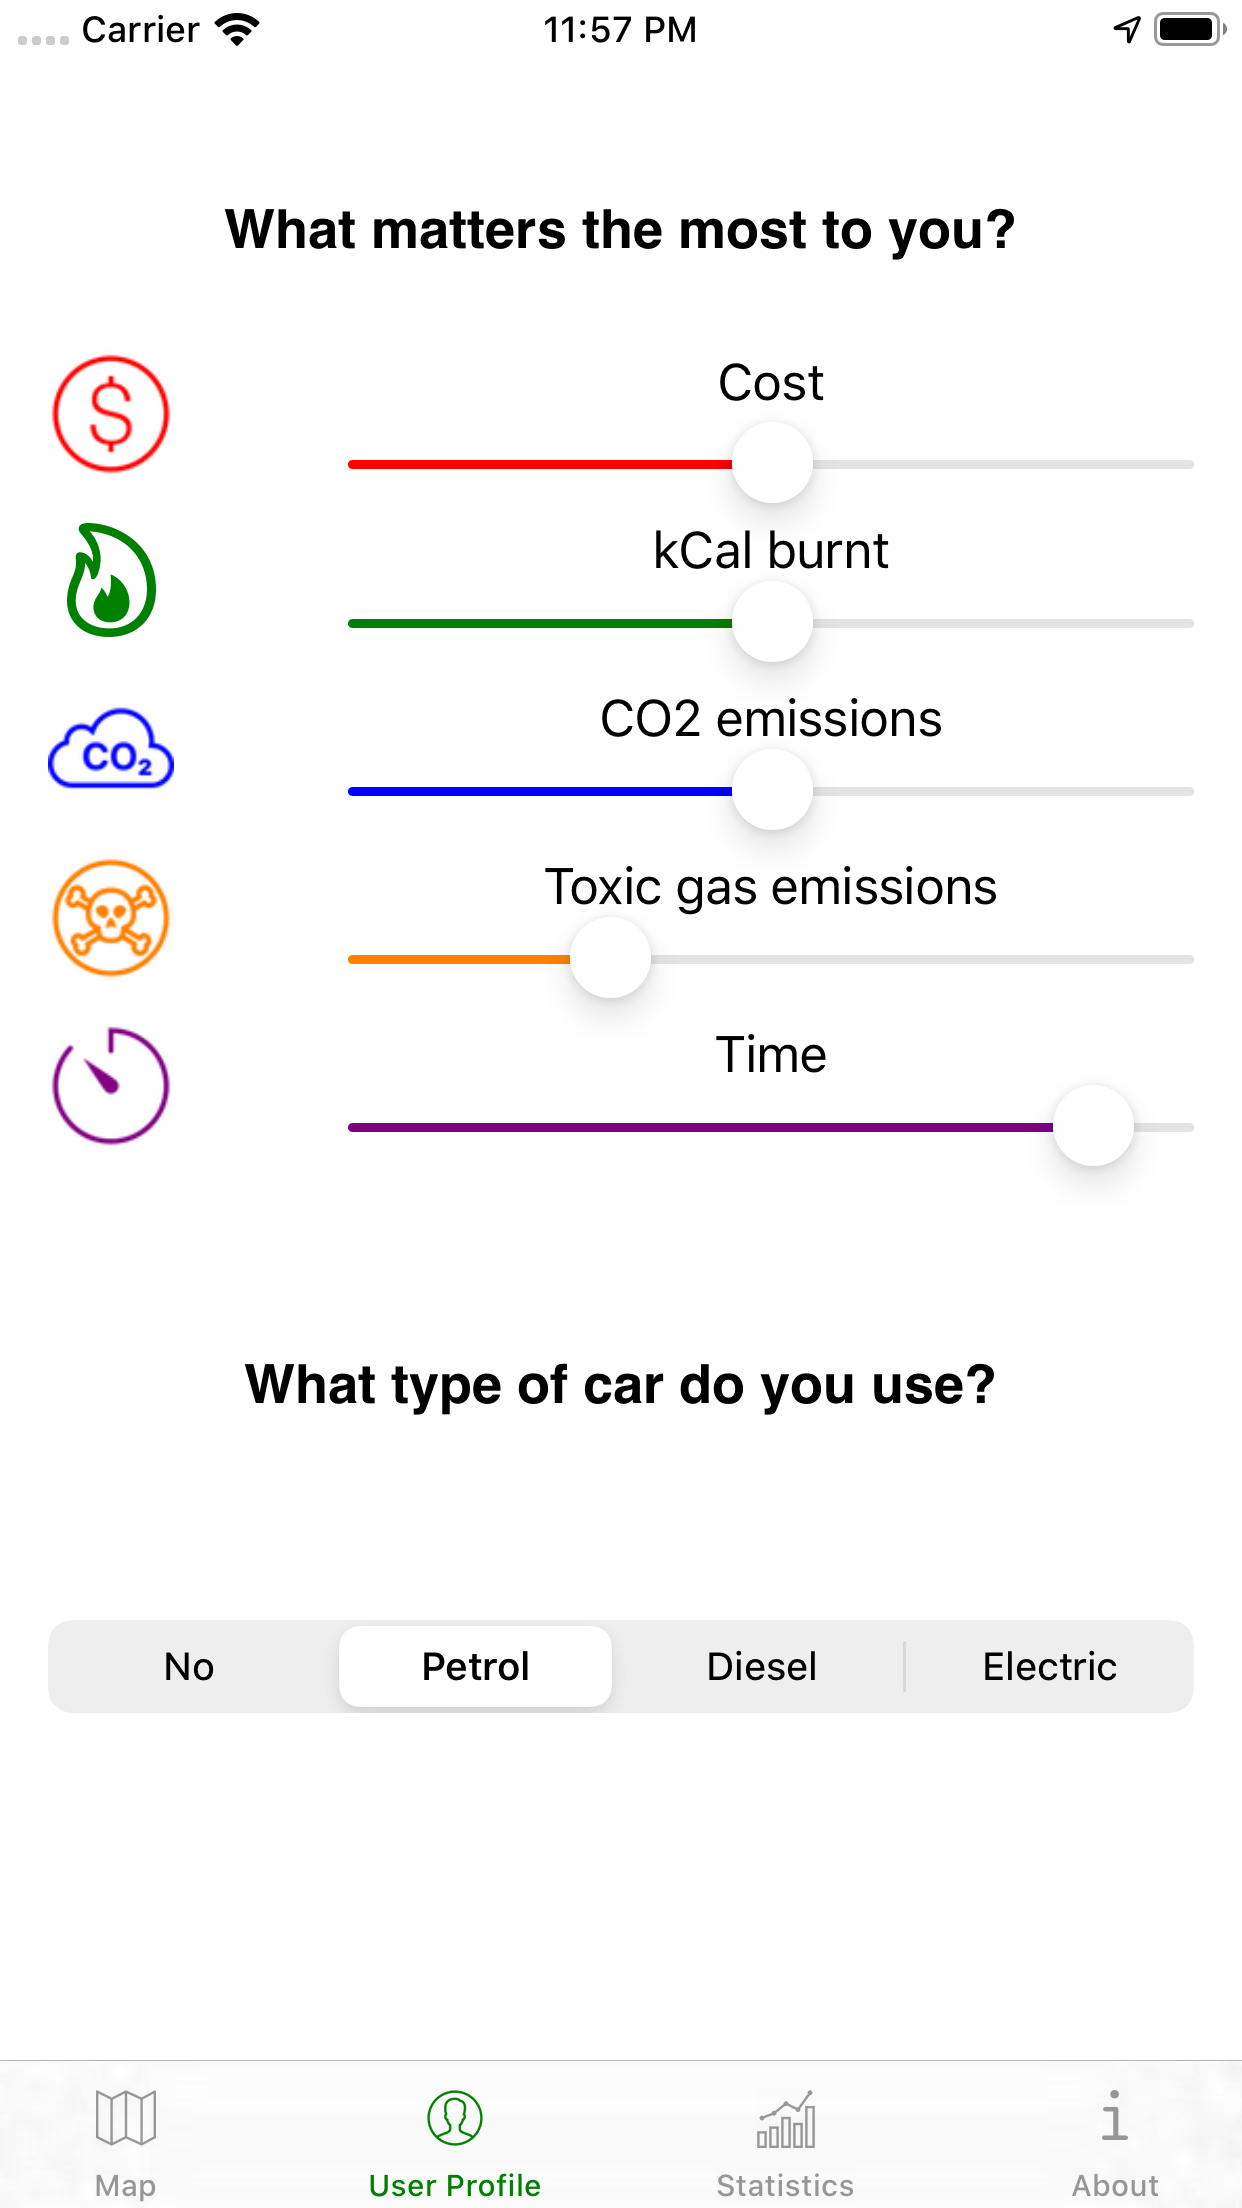 Carrier
11:57 PM
What matters the most to you?
$
Cost
kCal burnt
CO2
CO2 emissions
Toxic gas emissions
Time
What type of car do you use?
No
Petrol
Diesel
Electric
Map
User Profile
Statistics
i
About